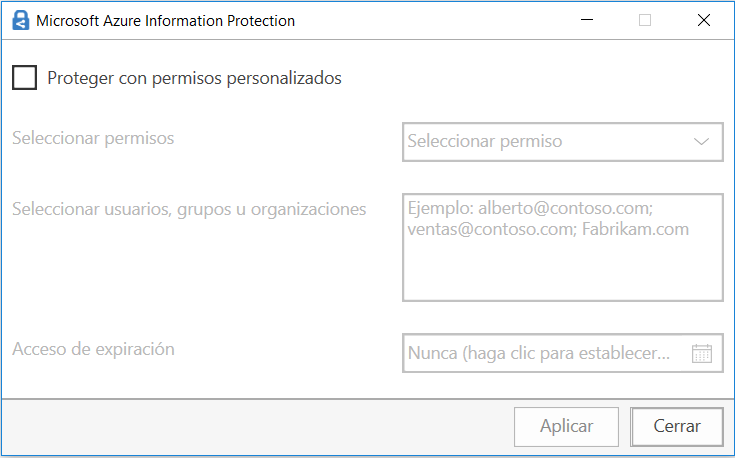 Microsoft Azure Information Protection
Proteger con permisos personalizados
Seleccionar permisos
Seleccionar permiso
Seleccionar usuarios, grupos u organizaciones
Ejemplo: alberto@contoso.com;
ventas@contoso.com; Fabrikam.com
Acceso de expiración
Nunca (haga clic para establecer...
Aplicar
Cerrar